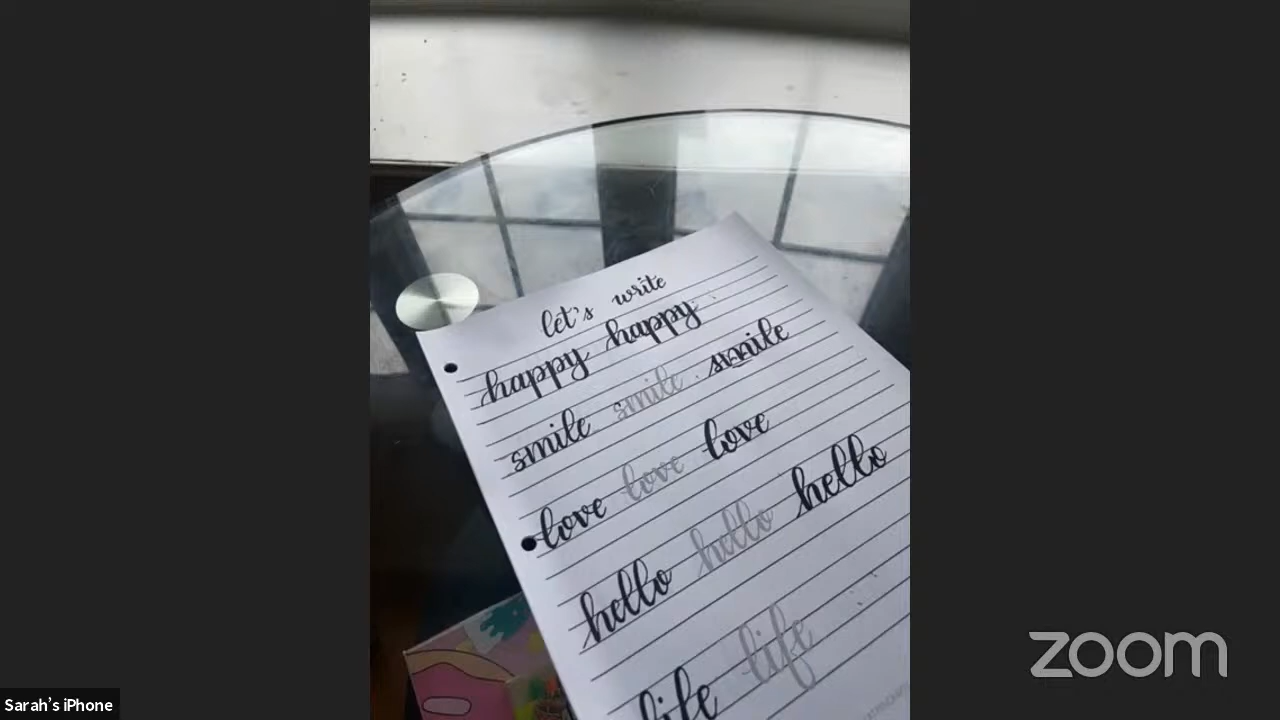 let's write
happy happy
smile smile smile
love love love
hello hello hello
life life
zoom
Sarah's iPhone